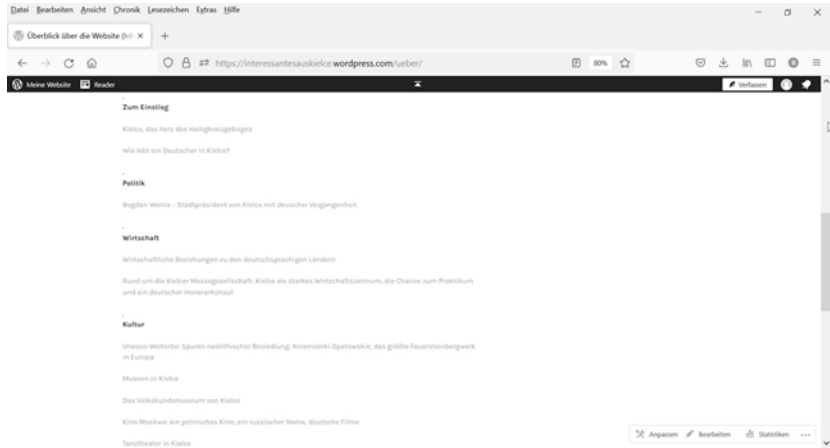 Datei Bearbeiten Ansicht Chronik Lesezeichen Extras Hilfe
Überblick über die Website (Int
https://interessantesauskielce.wordpress.com/ueber/
80%
Meine Website Reader
Verfassen
Zum Einstieg
Kielce, das Herz des Heiligkreizgebirges
Wie lebt ein Deutscher in Kielce?
Politik
Bogdan Wenta – Stadtpräsident von Kielce mit deuscher Vergangenheit
Wirtschaft
Wirtschaftliche Beziehungen zu den deutschsprachigen Ländern
Rund um die Kielcer Messegesellschaft: Kielce als starkes Wirtschaftszentrum, die Chance zum Praktikum
und ein deutscher Honorarkonsul
Kultur
Unesco-Welterbe: Spuren neolithischer Besiedlung: Krzemionki Opatowskie, das größte Feuersteinbergwerk
in Europa
Museen in Kielce
Das Volkskundemuseum von Kielce
Kino Moskwa: ein polnisches Kino, ein russischer Name, deutsche Filme
Tanztheater in Kielce
Anpassen Bearbeiten Statistiken